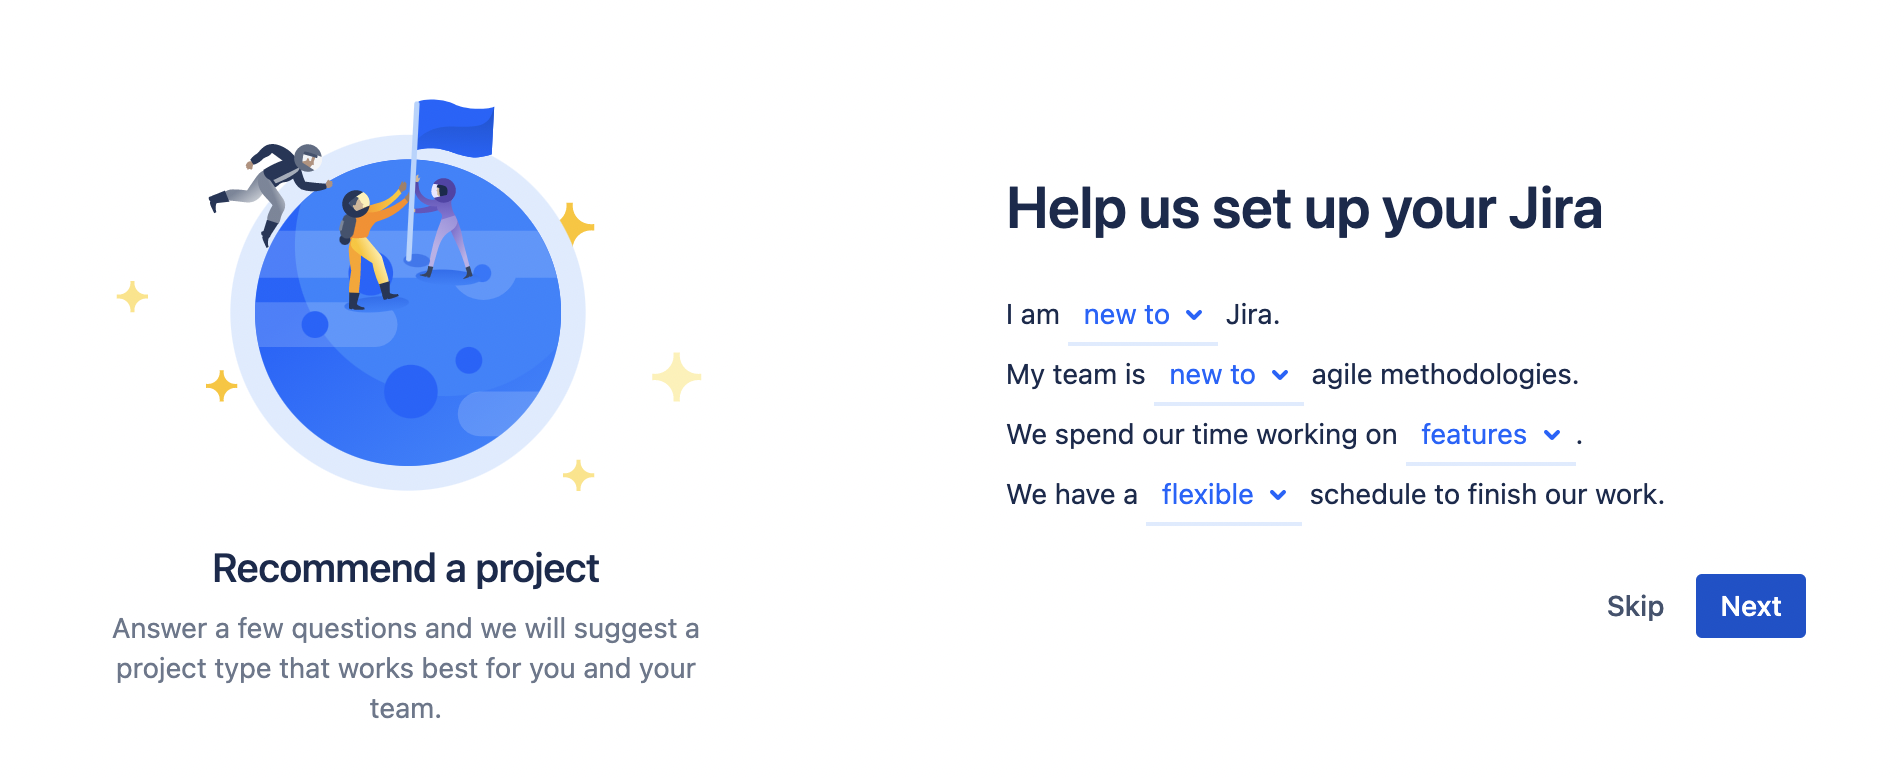 Recommend a project
Answer a few questions and we will suggest a
project type that works best for you and your
team.
Help us set up your Jira
I am new to Jira.
My team is new to agile methodologies.
We spend our time working on features .
We have a flexible schedule to finish our work.
Skip Next